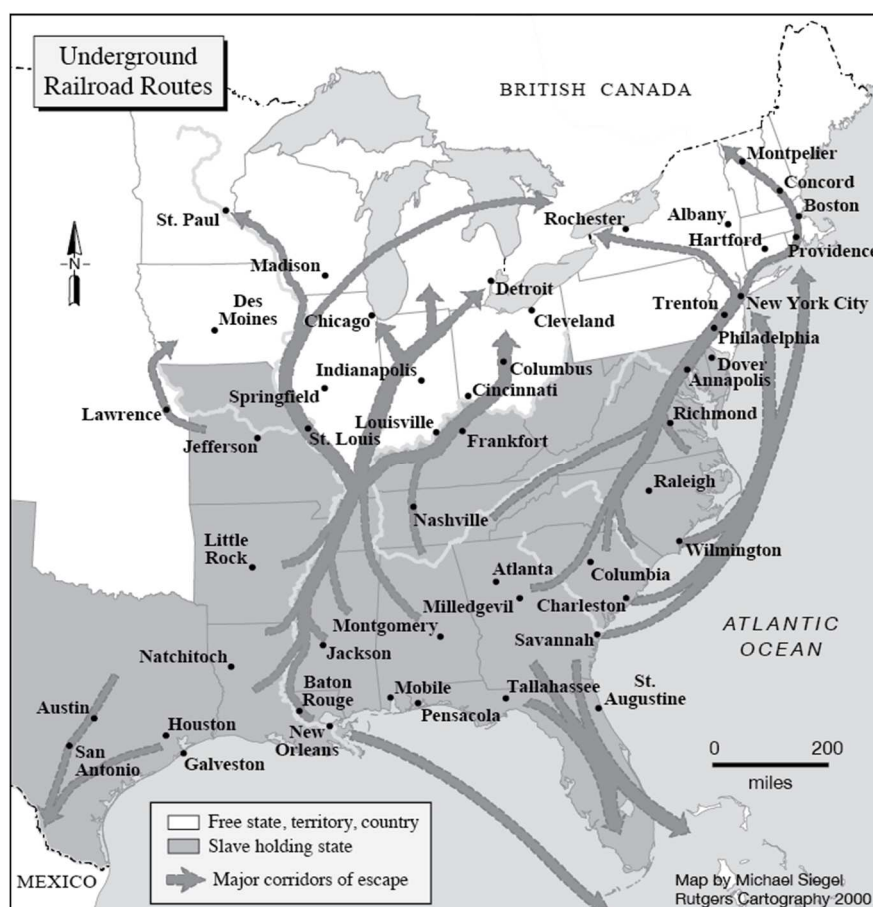 Underground
Railroad Routes
BRITISH CANADA
Montpelier
Concord
Boston
St. Paul
Rochester
Albany
Hartford
Providence
N
Madison
Detroit
Des
Moines
Chicago
Cleveland
Trenton
New York City
Philadelphia
Indianapolis
Columbus
Dover
Annapolis
Springfield
Cincinnati
Lawrence
Louisville
Richmond
Jefferson
St. Louis
Frankfort
Raleigh
Nashville
Little
Rock
Wilmington
Atlanta
Columbia
Milledgevil
Charleston
ATLANTIC
OCEAN
Montgomery
Savannah
Jackson
Natchitoch
Baton
Rouge
Mobile
Tallahassee
St.
Augustine
Austin
Houston
New
Orleans
Pensacola
San
Antonio
Galveston
0 200
miles
Free state, territory, country
Slave holding state
Major corridors of escape
MEXICO
Map by Michael Siegel
Rutgers Cartography 2000